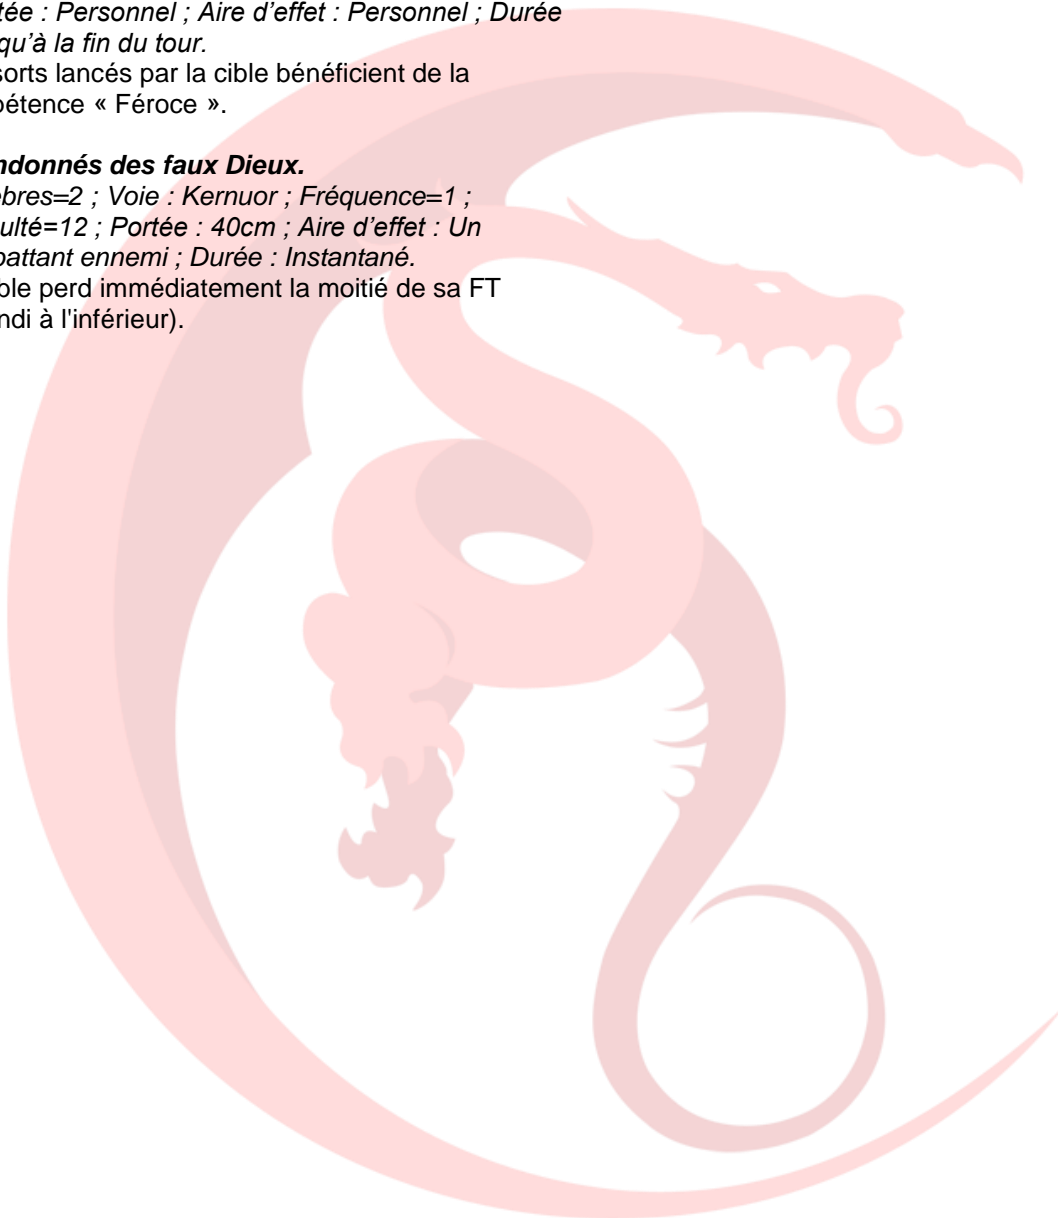 tée : Personnel ; Aire d'effet : Personnel ; Durée
qu'à la fin du tour.
sorts lancés par la cible bénéficient de la
pétence « Féroce ».
ndonnés des faux Dieux.
èbres=2 ; Voie : Kernuor ; Fréquence=1 ;
ulté=12 ; Portée : 40cm ; Aire d'effet : Un
battant ennemi ; Durée : Instantané.
ble perd immédiatement la moitié de sa FT
ndi à l'inférieur).